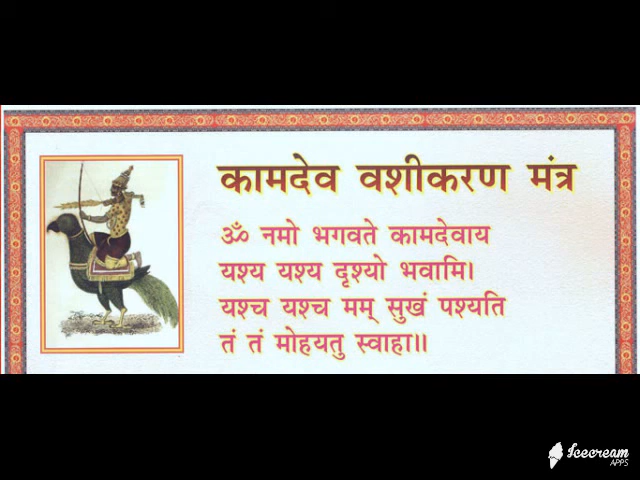 कामदेव वशीकरण मंत्र
ॐ नमो भगवते कामदेवाय
यश्य यश्य दृश्यो भवामि।
यश्च यश्च मम् सुखं पश्यति
तं तं मोहयतु स्वाहा॥
Icecream
APPS